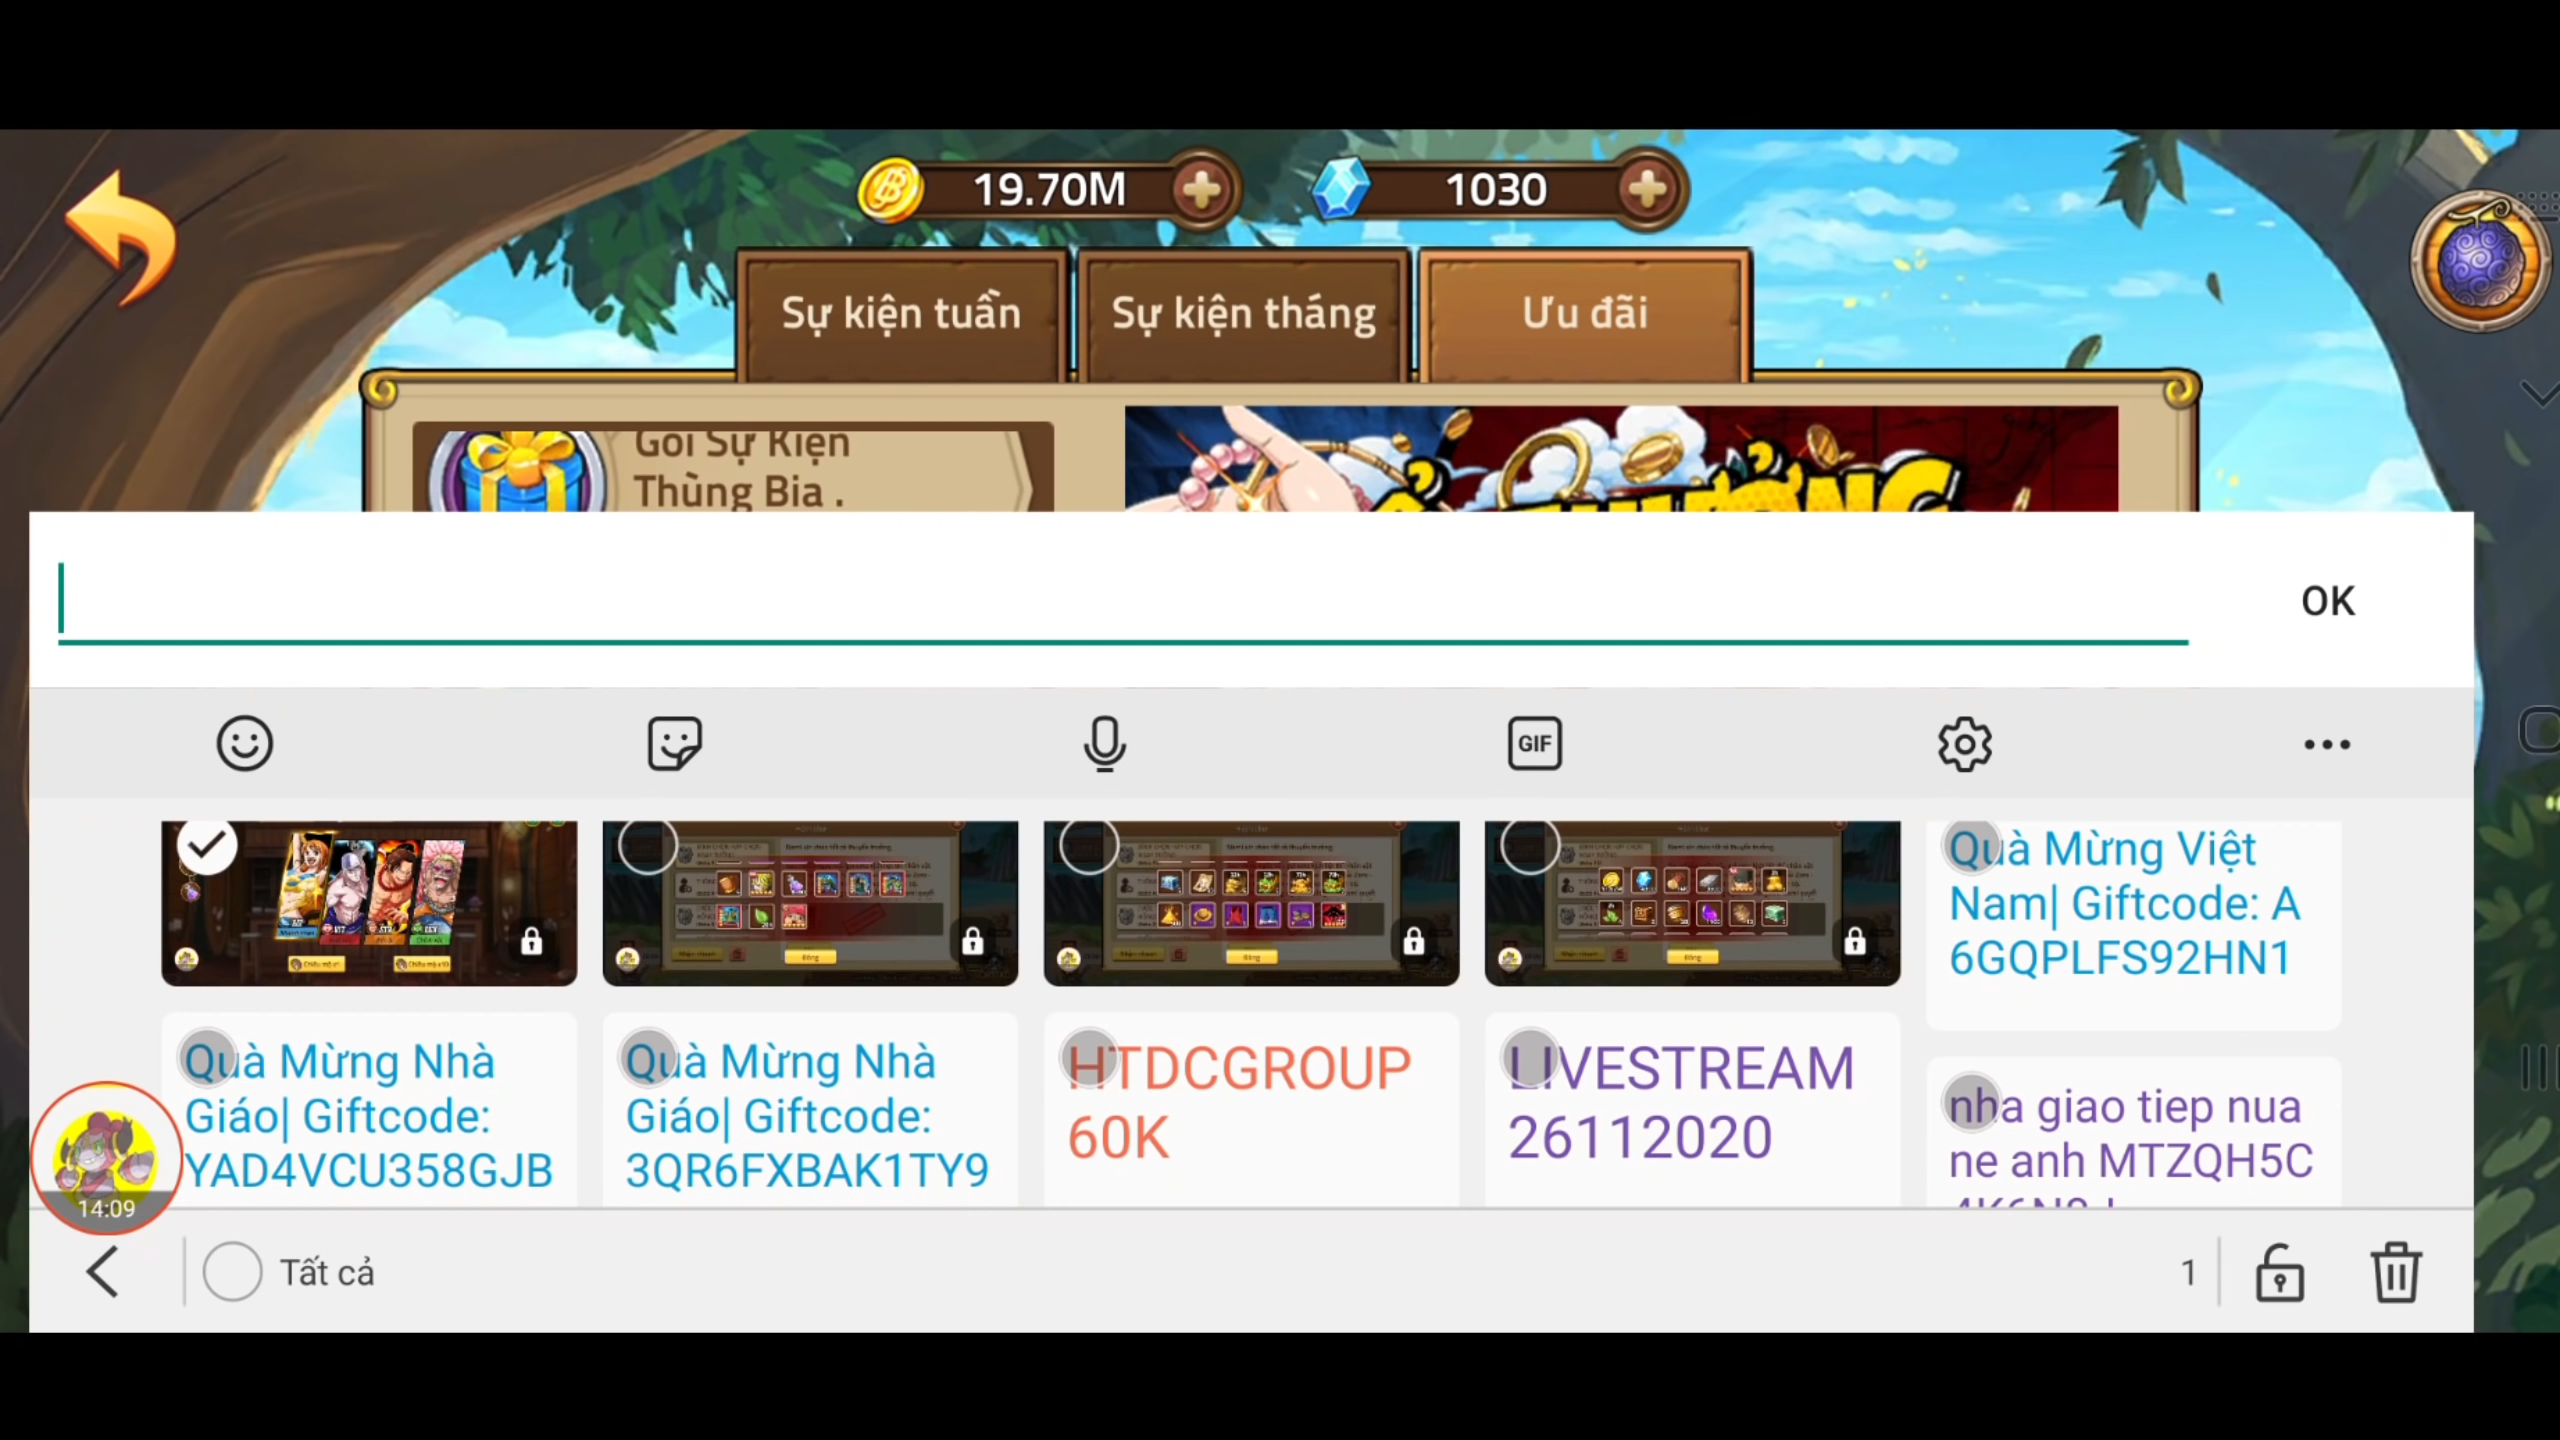 19.70M
1030
Sự kiện tuần
Sự kiện tháng
Ưu đãi
Gói Sự Kiện
Thùng Bia .
OK
GIF
Quà Mừng Việt
Nam| Giftcode: A
6GQPLFS92HN1
Quà Mừng Nhà
Giáo| Giftcode:
YAD4VCU358GJB
Quà Mừng Nhà
Giáo| Giftcode:
3QR6FXBAK1TY9
HTDCGROUP
60K
LIVESTREAM
26112020
nha giao tiep nua
ne anh MTZQH5C
14:09
Tất cả
1